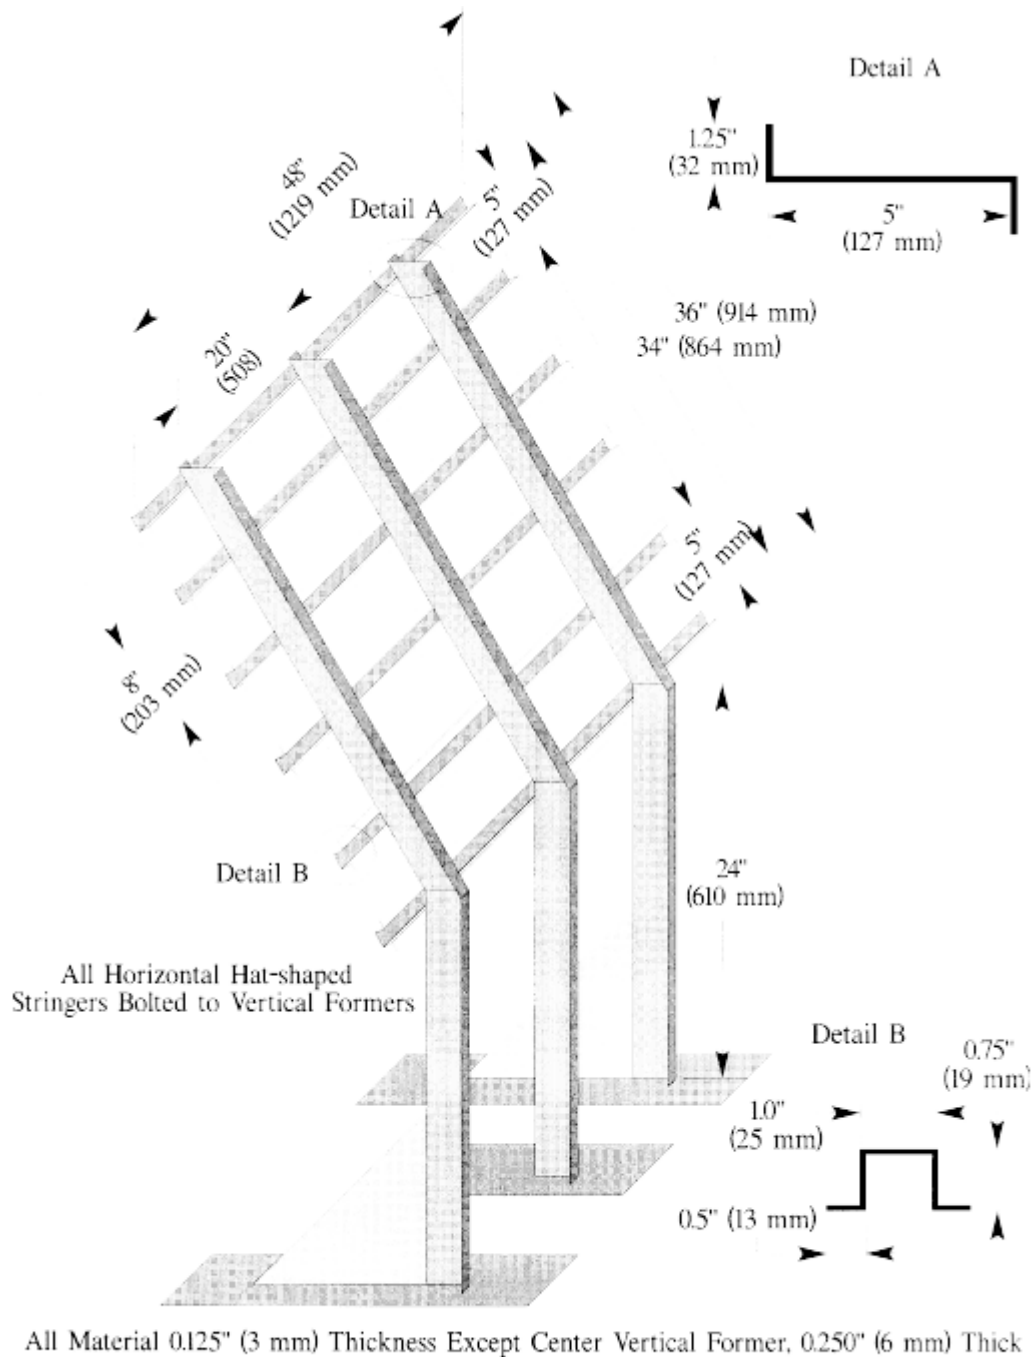 Detail A
1.25"
(32 mm)
5"
(127 mm)
48"
(1219 mm)
Detail A
5"
(127 mm)
36" (914 mm)
34" (864 mm)
20"
(508)
5"
(127 mm)
8"
(203 mm)
24"
(610 mm)
Detail B
All Horizontal Hat-shaped
Stringers Bolted to Vertical Formers
Detail B
0.75"
(19 mm)
1.0"
(25 mm)
0.5" (13 mm)
All Material 0.125" (3 mm) Thickness Except Center Vertical Former, 0.250" (6 mm) Thick